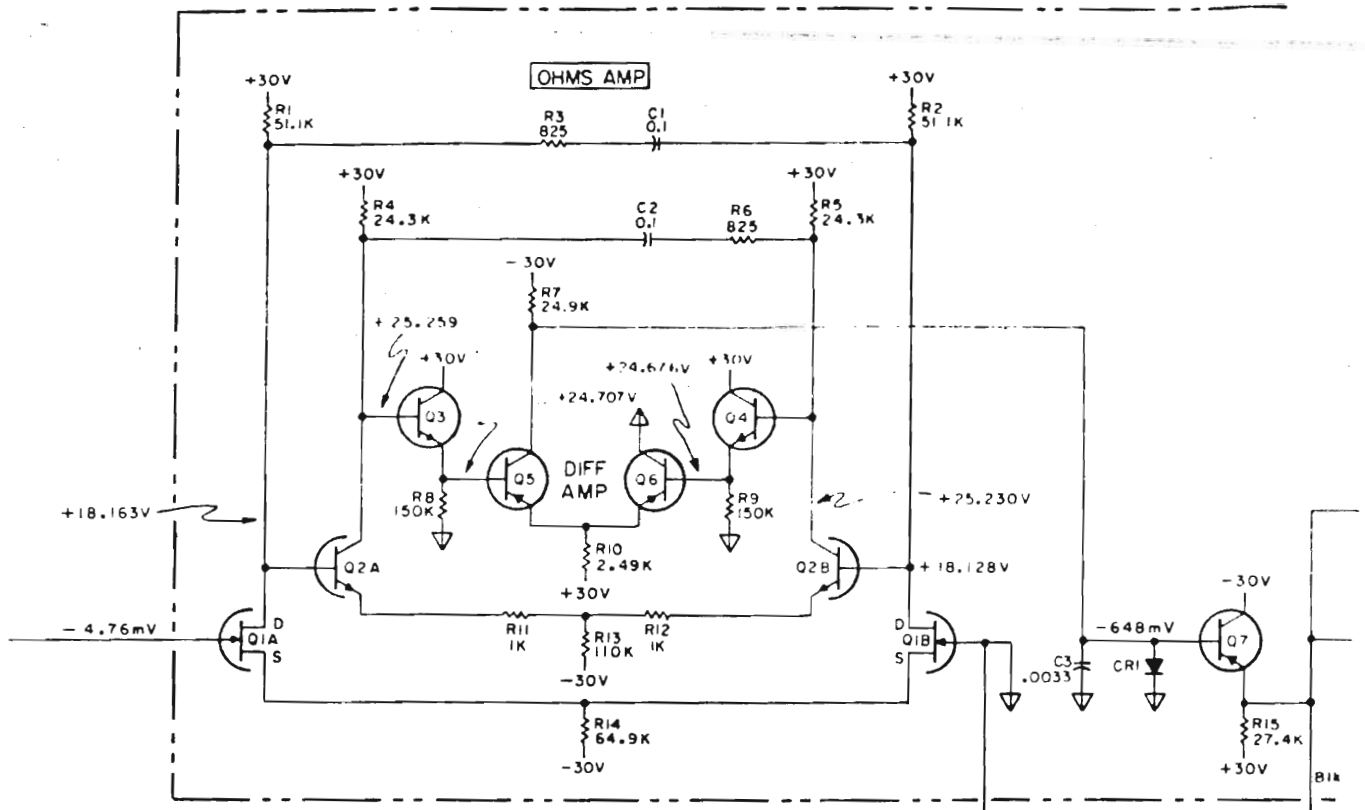 OHMS AMP
+30V
R1
51.1K
R3
825
C1
0.1
+30V
R2
51.1K
+30V
R4
24.3K
C2
0.1
R6
825
+30V
R5
24.3K
-30V
R7
24.9K
+25.259
+30V
Q3
+24.676V
+30V
+24.707V
Q4
Q5
DIFF
AMP
Q6
R8
150K
R9
150K
+18.163V
+25.230V
R10
2.49K
+30V
Q2A
Q2B
+18.128V
R11
1K
R13
110K
R12
1K
-30V
-4.76mV
Q1A
D
S
D
Q1B
S
-648mV
-30V
Q7
C3
.0033
CR1
R14
64.9K
-30V
R15
27.4K
+30V